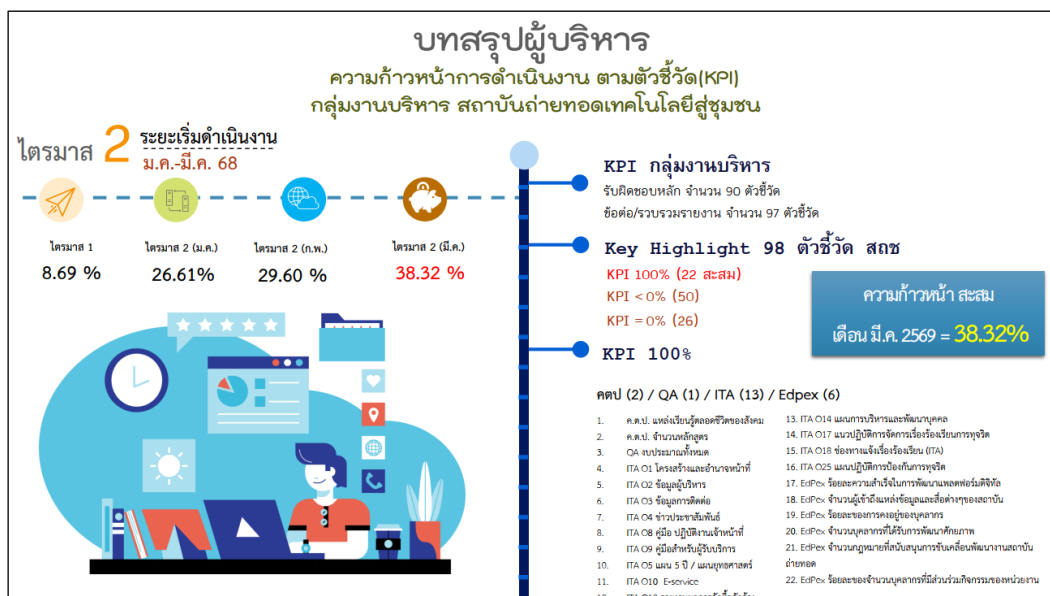 บทสรุปผู้บริหาร
ความก้าวหน้าการดำเนินงาน ตามตัวชี้วัด(KPI)
กลุ่มงานบริหาร สถาบันถ่ายทอดเทคโนโลยีสู่ชุมชน
ไตรมาส 2 ระยะเริ่มดำเนินงาน
ม.ค.-มี.ค. 68
ไตรมาส 1
8.69 %
ไตรมาส 2 (ม.ค.)
26.61%
ไตรมาส 2 (ก.พ.)
29.60 %
ไตรมาส 2 (มี.ค.)
38.32 %
KPI กลุ่มงานบริหาร
รับผิดชอบหลัก จำนวน 90 ตัวชี้วัด
ข้อต่อ/รวบรวมรายงาน จำนวน 97 ตัวชี้วัด
Key Highlight 98 ตัวชี้วัด สถช
KPI 100% (22 สะสม)
KPI <0% (50)
KPI =0% (26)
ความก้าวหน้า สะสม
เดือน มี.ค. 2569 = 38.32%
KPI 100%
คตป (2) / QA (1) / ITA (13) / Edpex (6)
1. ค.ต.ป. แหล่งเรียนรู้ตลอดชีวิตของสังคม
2. ค.ต.ป. จำนวนหลักสูตร
3. QA งบประมาณทั้งหมด
4. ITA O1 โครงสร้างและอำนาจหน้าที่
5. ITA O2 ข้อมูลผู้บริหาร
6. ITA O3 ข้อมูลการติดต่อ
7. ITA O4 ข่าวประชาสัมพันธ์
8. ITA O8 คู่มือ ปฏิบัติงานเจ้าหน้าที่
9. ITA O9 คู่มือสำหรับผู้รับบริการ
10. ITA O5 แผน 5 ปี / แผนยุทธศาสตร์
11. ITA O10 E-service
13. ITA O14 แผนการบริหารและพัฒนาบุคคล
14. ITA O17 แนวปฏิบัติการจัดการเรื่องร้องเรียนการทุจริต
15. ITA O18 ช่องทางแจ้งเรื่องร้องเรียน (ITA)
16. ITA O25 แผนปฏิบัติการป้องกันการทุจริต
17. EdPex ร้อยละความสำเร็จในการพัฒนาแพลตฟอร์มดิจิทัล
18. EdPex จำนวนผู้เข้าถึงแหล่งข้อมูลและสื่อต่างๆของสถาบัน
19. EdPex ร้อยละของการคงอยู่ของบุคลากร
20. EdPex จำนวนบุคลากรที่ได้รับการพัฒนาศักยภาพ
21. EdPex จำนวนกฎหมายที่สนับสนุนการขับเคลื่อนพัฒนางานสถาบัน
ถ่ายทอด
22. EdPex ร้อยละของจำนวนบุคลากรที่มีส่วนร่วมกิจกรรมของหน่วยงาน